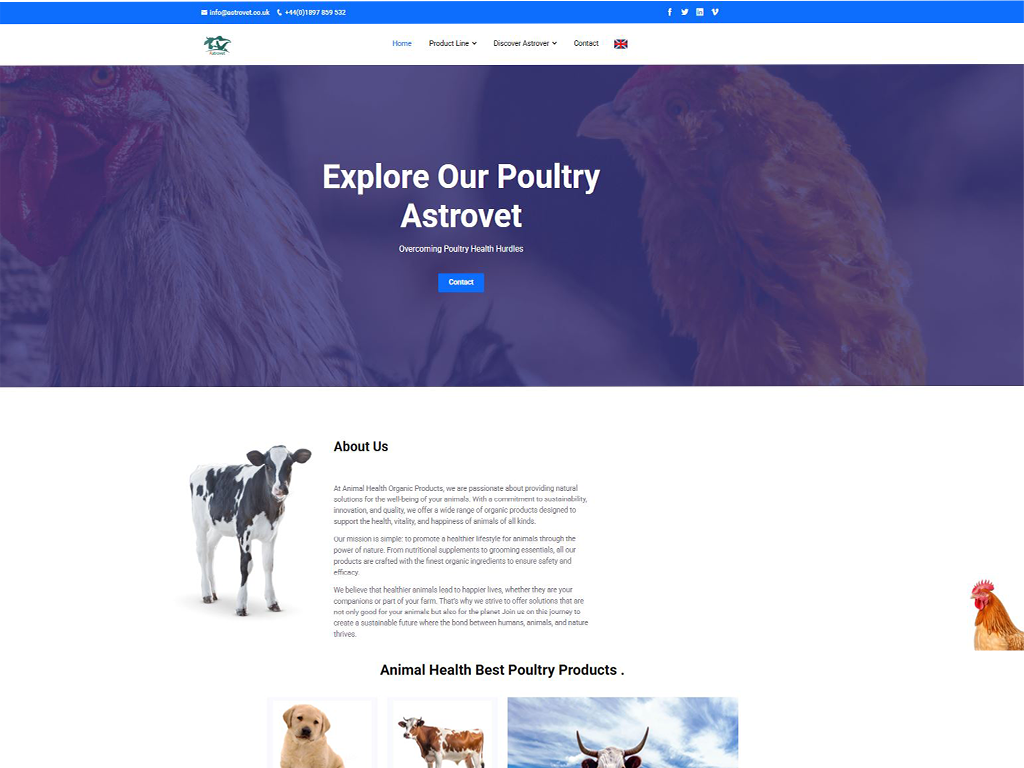 info@astrovet.co.uk +44(0)1897 859 532
Astrovet
Home Product Line Discover Astrover Contact
Explore Our Poultry
Astrovet
Overcoming Poultry Health Hurdles
Contact
About Us
At Animal Health Organic Products, we are passionate about providing natural
solutions for the well-being of your animals. With a commitment to sustainability,
innovation, and quality, we offer a wide range of organic products designed to
support the health, vitality, and happiness of animals of all kinds.
Our mission is simple: to promote a healthier lifestyle for animals through the
power of nature. From nutritional supplements to grooming essentials, all our
products are crafted with the finest organic ingredients to ensure safety and
efficacy.
We believe that healthier animals lead to happier lives, whether they are your
companions or part of your farm. That's why we strive to offer solutions that are
not only good for your animals but also for the planet Join us on this journey to
create a sustainable future where the bond between humans, animals, and nature
thrives.
Animal Health Best Poultry Products .